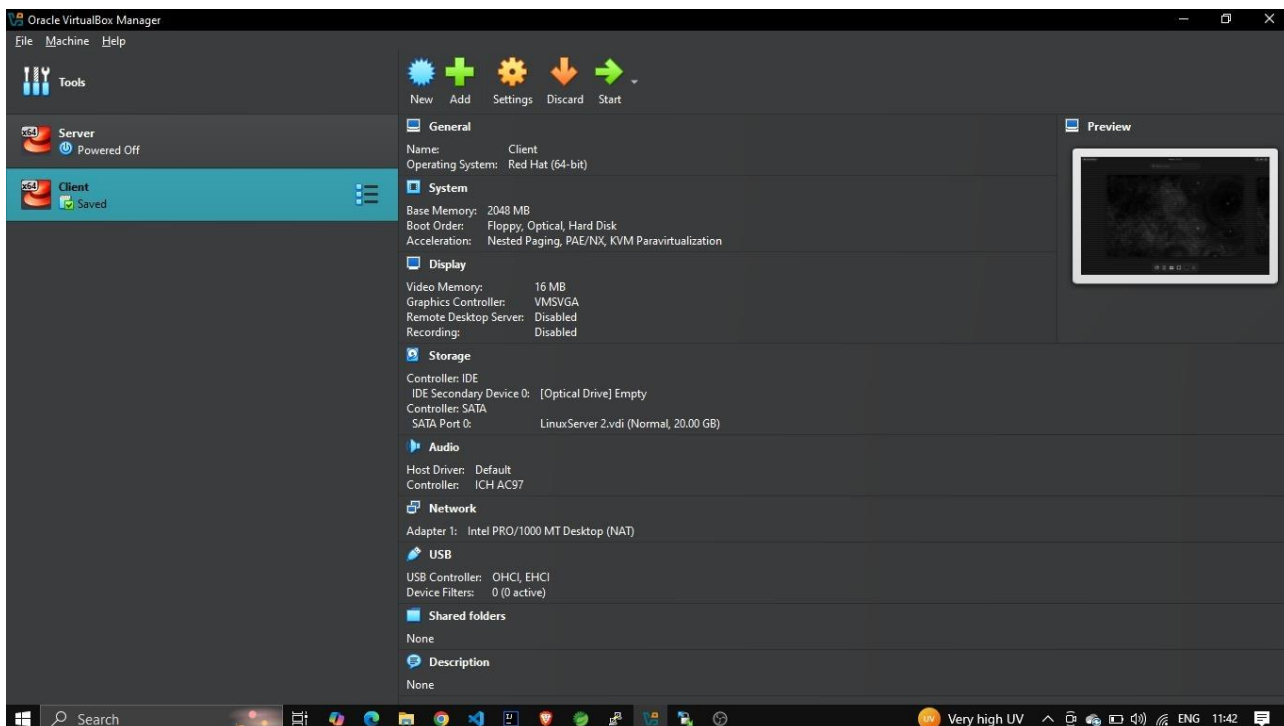 Oracle VirtualBox Manager
File Machine Help
Tools
New Add Settings Discard Start
x64 Server
Powered Off
x64 Client
Saved
General
Name: Client
Operating System: Red Hat (64-bit)
System
Base Memory: 2048 MB
Boot Order: Floppy, Optical, Hard Disk
Acceleration: Nested Paging, PAE/NX, KVM Paravirtualization
Display
Video Memory: 16 MB
Graphics Controller: VMSVGA
Remote Desktop Server: Disabled
Recording: Disabled
Storage
Controller: IDE
IDE Secondary Device 0: [Optical Drive] Empty
Controller: SATA
SATA Port 0: LinuxServer 2.vdi (Normal, 20.00 GB)
Audio
Host Driver: Default
Controller: ICH AC97
Network
Adapter 1: Intel PRO/1000 MT Desktop (NAT)
USB
USB Controller: OHCI, EHCI
Device Filters: 0 (0 active)
Shared folders
None
Description
None
Preview
Search
UV Very high UV ENG 11:42